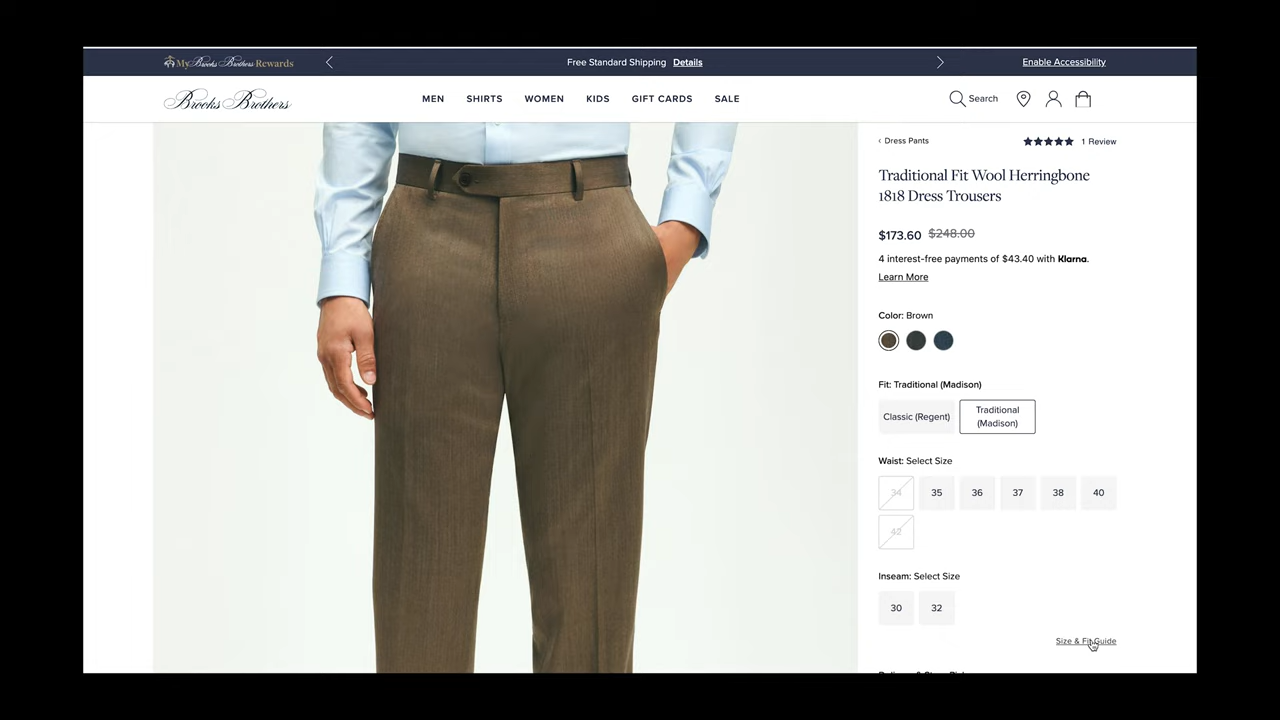 My Brooks Brothers Rewards
Free Standard Shipping Details
Enable Accessibility
Brooks Brothers
MEN SHIRTS WOMEN KIDS GIFT CARDS SALE
Search
‹ Dress Pants
1 Review
Traditional Fit Wool Herringbone
1818 Dress Trousers
$173.60 $248.00
4 interest-free payments of $43.40 with Klarna.
Learn More
Color: Brown
Fit: Traditional (Madison)
Classic (Regent)
Traditional
(Madison)
Waist: Select Size
34 35 36 37 38 40
42
Inseam: Select Size
30 32
Size & Fit Guide